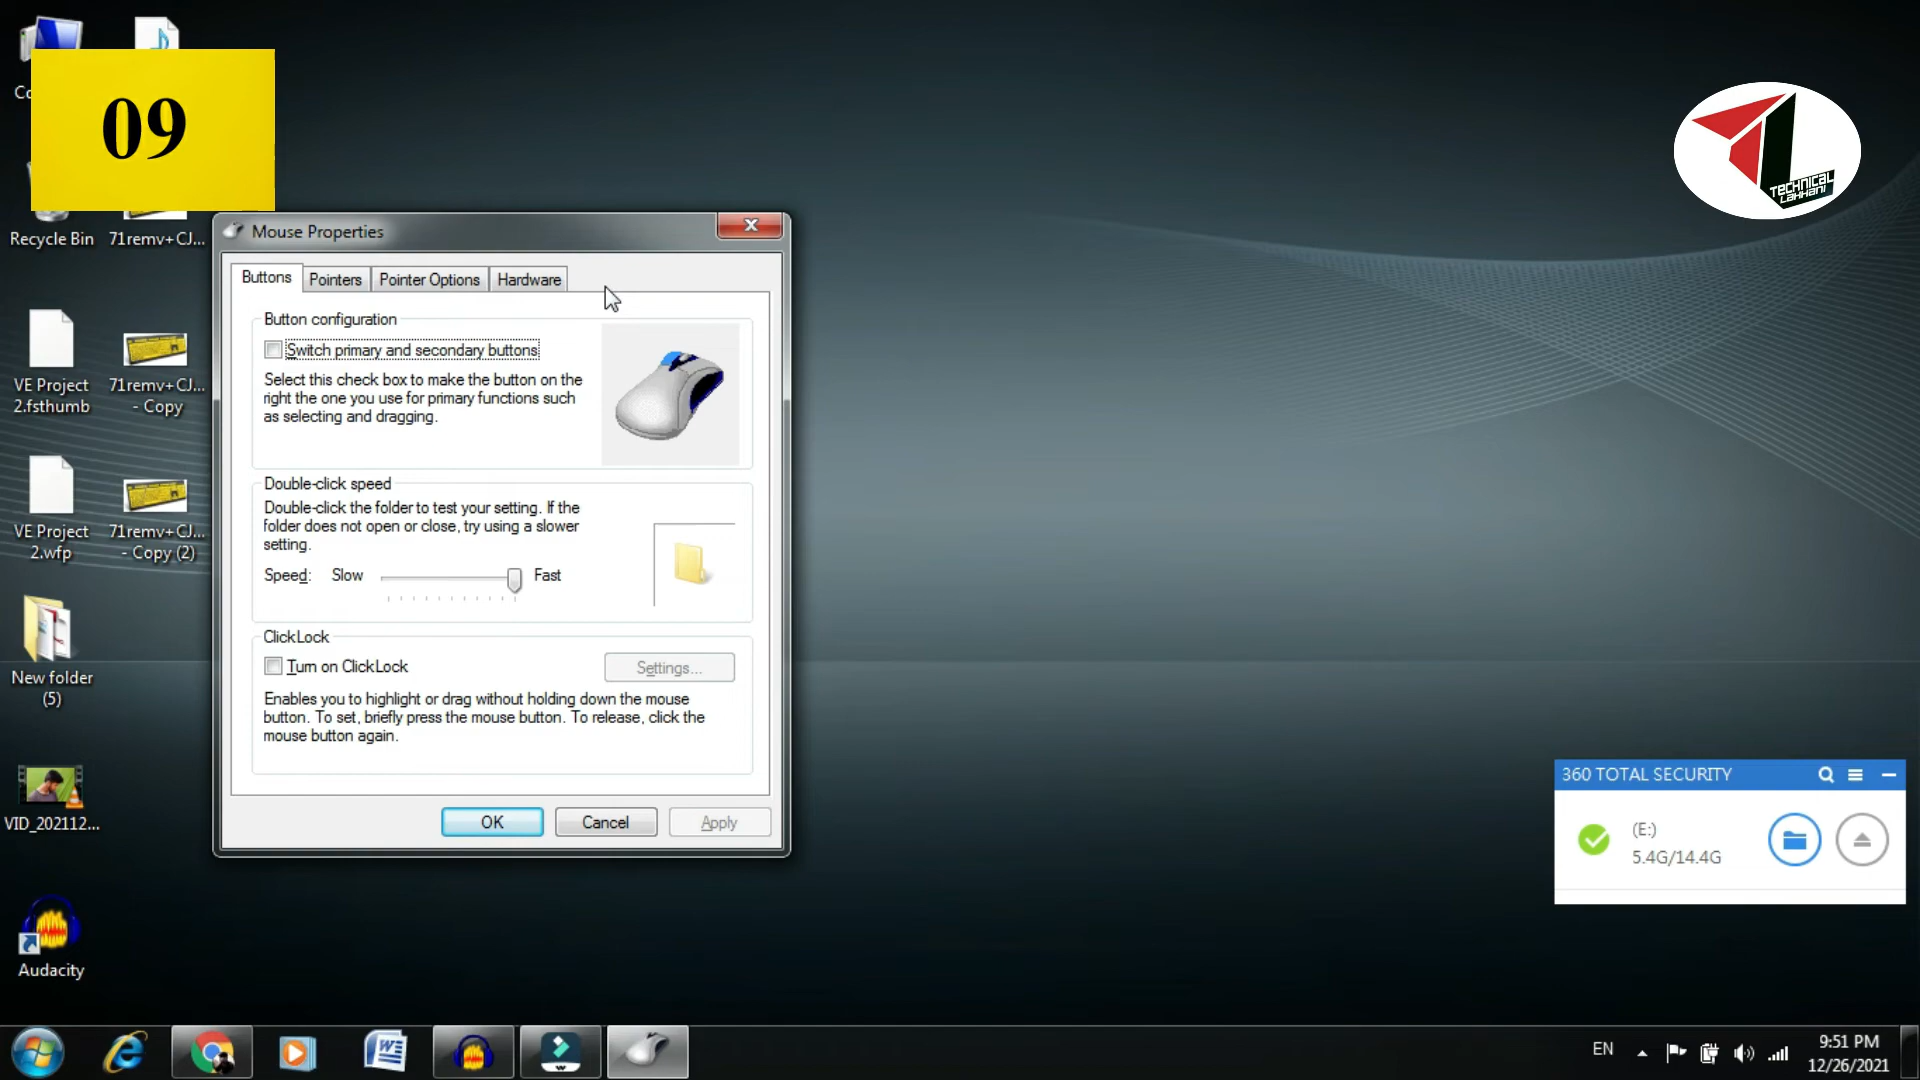 Co
09
Recycle Bin
71remv+CJ...
TECHNICAL
LAKHANI
Mouse Properties
Buttons
Pointers
Pointer Options
Hardware
Button configuration
Switch primary and secondary buttons
Select this check box to make the button on the
right the one you use for primary functions such
as selecting and dragging.
Double-click speed
Double-click the folder to test your setting. If the
folder does not open or close, try using a slower
setting.
Speed: Slow Fast
ClickLock
Turn on ClickLock
Settings...
Enables you to highlight or drag without holding down the mouse
button. To set, briefly press the mouse button. To release, click the
mouse button again.
OK
Cancel
Apply
VE Project
2.fsthumb
71remv+CJ...
- Copy
VE Project
2.wfp
71remv+CJ...
- Copy (2)
New folder
(5)
VID_202112...
Audacity
360 TOTAL SECURITY
(E:)
5.4G/14.4G
EN
9:51 PM
12/26/2021